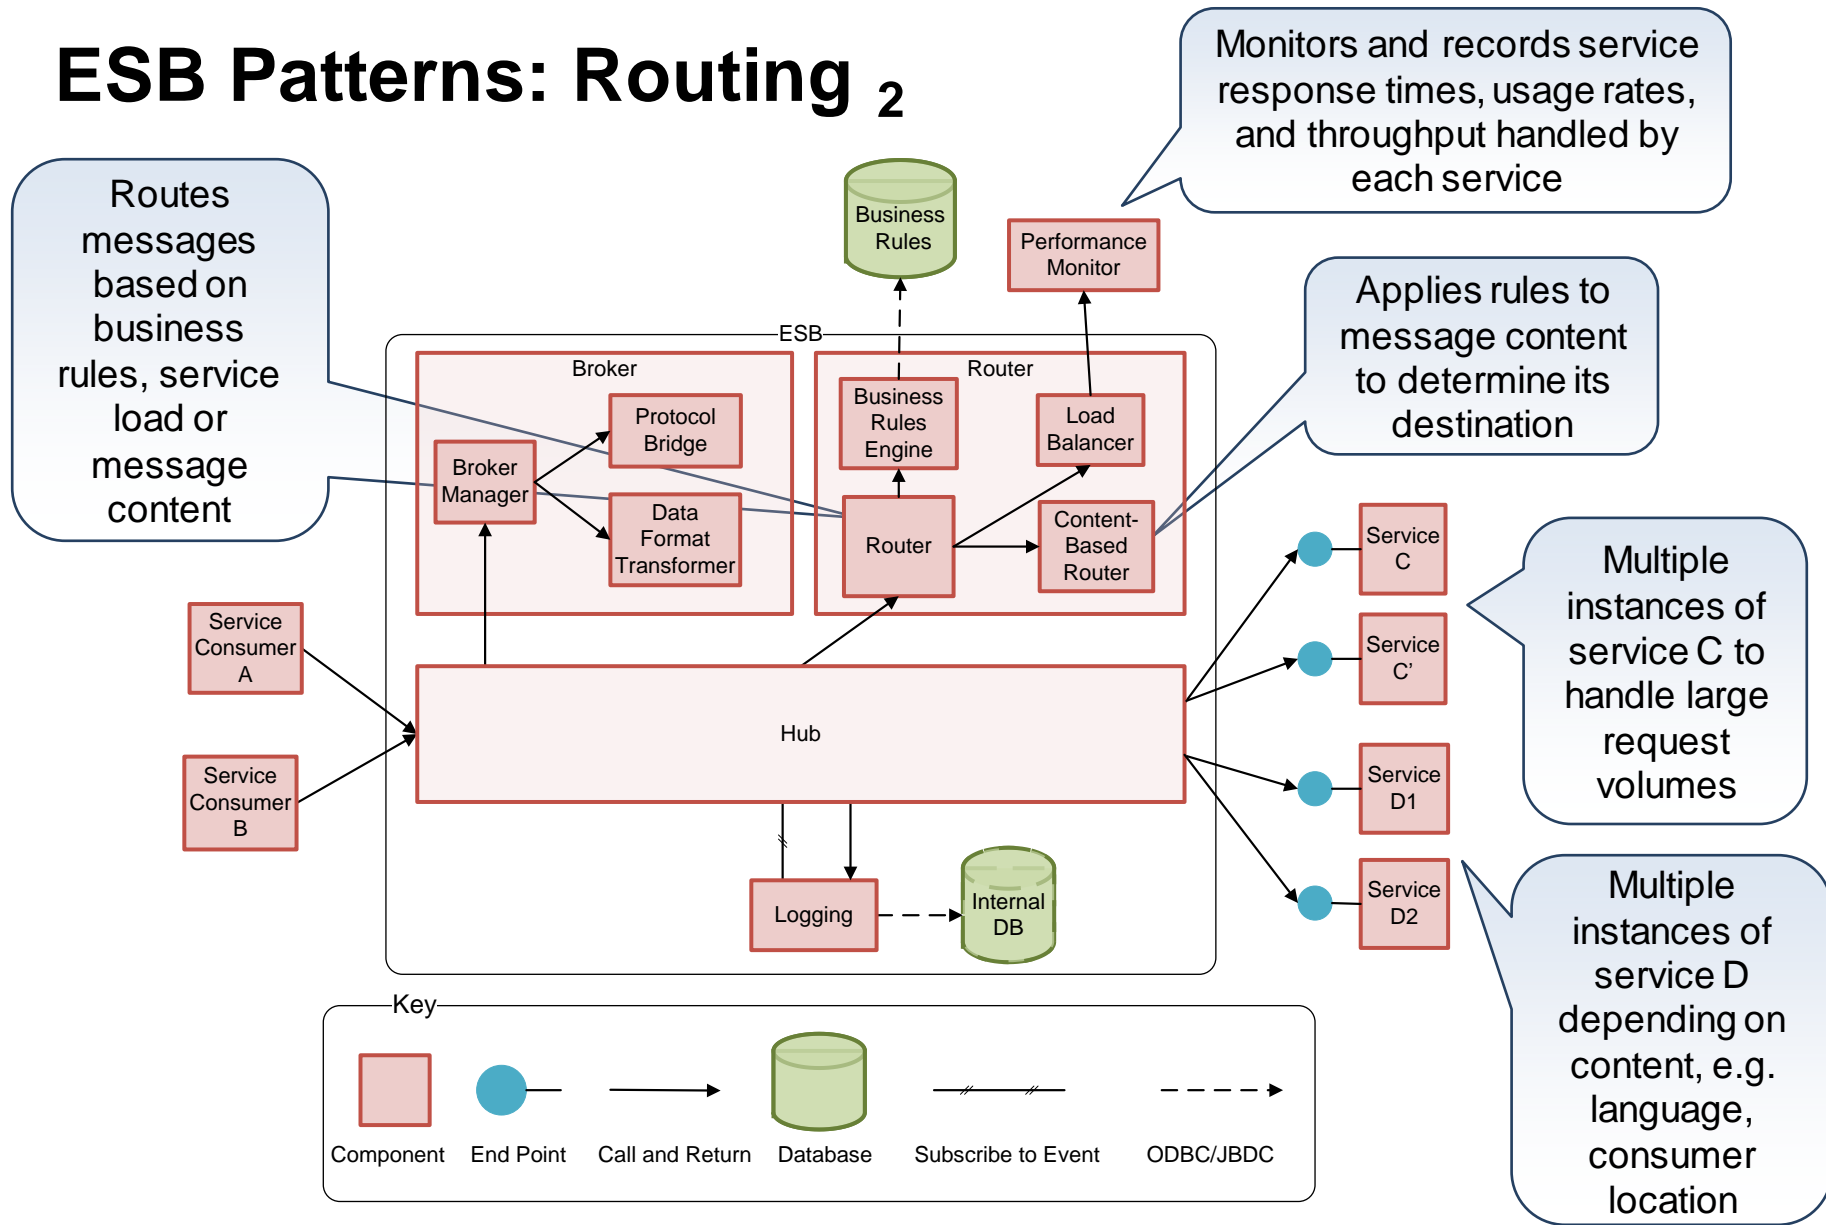 ESB Patterns: Routing 2
Monitors and records service
response times, usage rates,
and throughput handled by
each service
Routes
messages
based on
business
rules, service
load or
message
content
Business
Rules
Performance
Monitor
Applies rules to
message content
to determine its
destination
ESB
Broker
Router
Protocol
Bridge
Broker
Manager
Data
Format
Transformer
Business
Rules
Engine
Load
Balancer
Router
Content-
Based
Router
Service
Consumer
A
Service
Consumer
B
Hub
Service
C
Service
C’
Service
D1
Service
D2
Multiple
instances of
service C to
handle large
request
volumes
Logging
Internal
DB
Multiple
instances of
service D
depending on
content, e.g.
language,
consumer
location
Key
Component
End Point
Call and Return
Database
Subscribe to Event
ODBC/JBDC